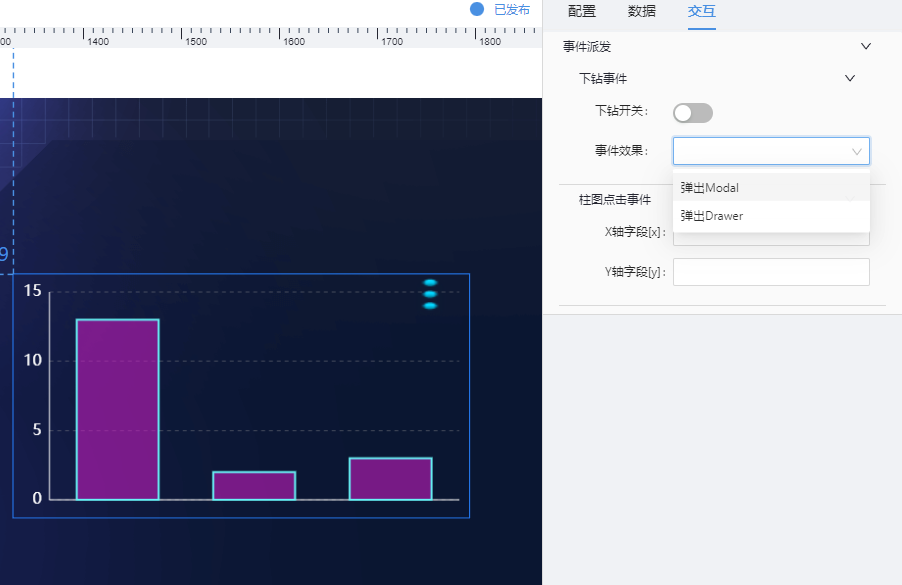 已发布
配置 数据 交互
00 1400 1500 1600 1700 1800
事件派发
下钻事件
下钻开关：
事件效果：
弹出Modal
弹出Drawer
柱图点击事件
X轴字段[x]：
Y轴字段[y]：
9
15
10
5
0